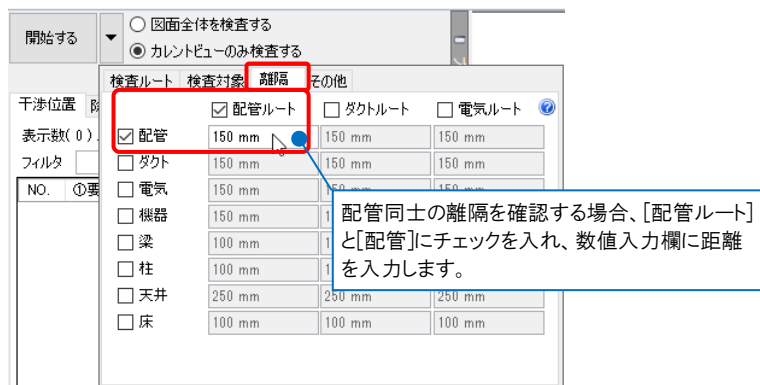 開始する
図面全体を検査する
カレントビューのみ検査する
検査ルート 検査対象 離隔 その他
干渉位置
配管ルート ダクトルート 電気ルート
表示数( 0 )
配管 150 mm 150 mm 150 mm
フィルタ
ダクト 150 mm 150 mm 150 mm
NO. ①要
電気 150 mm 150 mm 150 mm
機器 150 mm
梁 100 mm
柱 100 mm
天井 250 mm 250 mm 250 mm
床 100 mm 100 mm 100 mm
配管同士の離隔を確認する場合、[配管ルート]
と[配管]にチェックを入れ、数値入力欄に距離
を入力します。